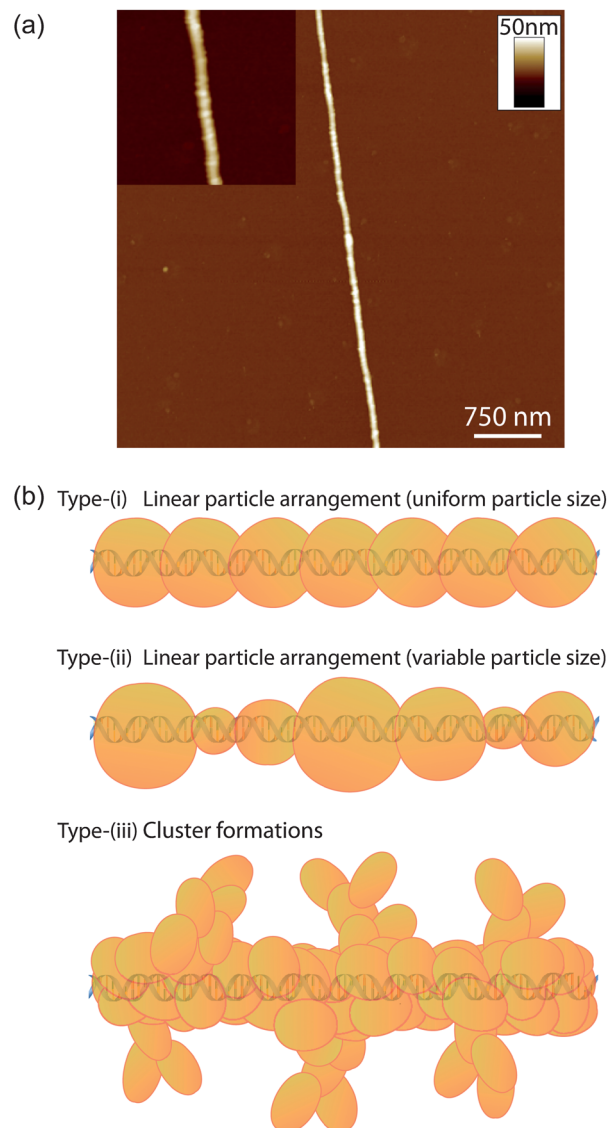 (a)
50nm
750 nm
(b) Type-(i) Linear particle arrangement (uniform particle size)
Type-(ii) Linear particle arrangement (variable particle size)
Type-(iii) Cluster formations